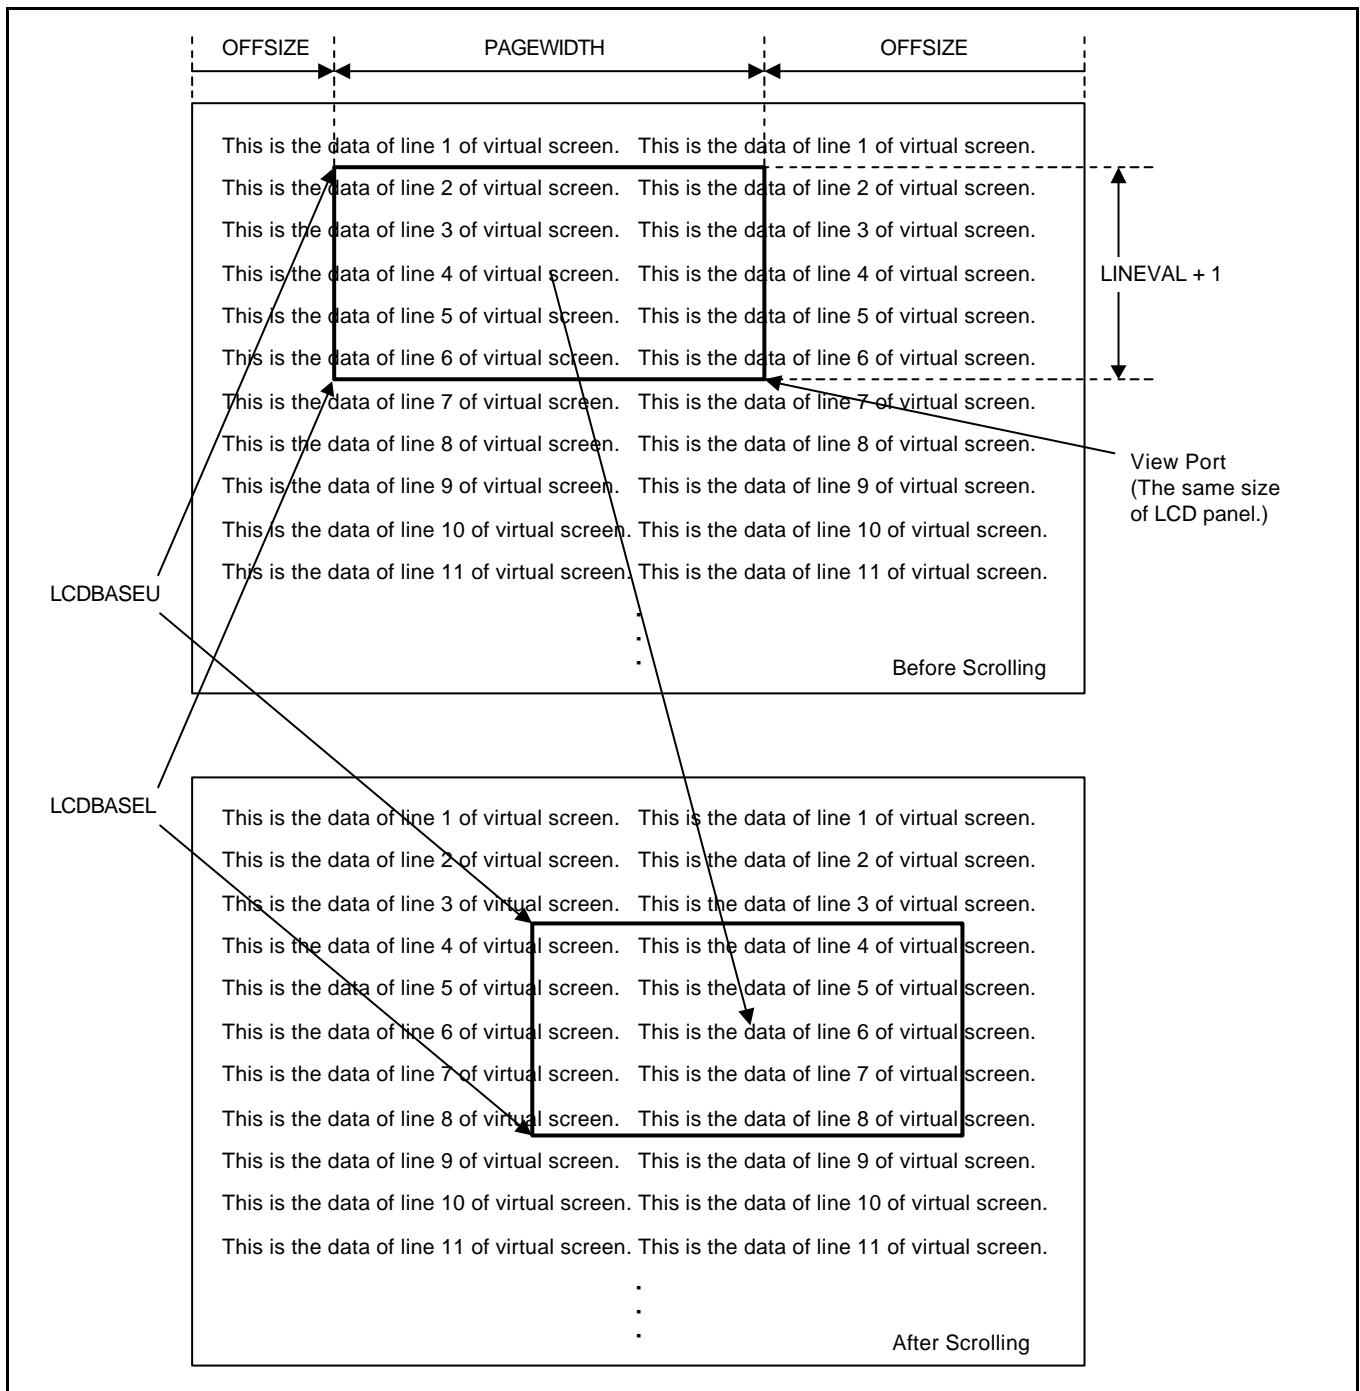 OFFSIZE PAGEWIDTH OFFSIZE
This is the data of line 1 of virtual screen. This is the data of line 1 of virtual screen.
This is the data of line 2 of virtual screen. This is the data of line 2 of virtual screen.
This is the data of line 3 of virtual screen. This is the data of line 3 of virtual screen.
This is the data of line 4 of virtual screen. This is the data of line 4 of virtual screen.
LINEVAL + 1
This is the data of line 5 of virtual screen. This is the data of line 5 of virtual screen.
This is the data of line 6 of virtual screen. This is the data of line 6 of virtual screen.
This is the data of line 7 of virtual screen. This is the data of line 7 of virtual screen.
This is the data of line 8 of virtual screen. This is the data of line 8 of virtual screen.
View Port
(The same size
of LCD panel.)
This is the data of line 9 of virtual screen. This is the data of line 9 of virtual screen.
This is the data of line 10 of virtual screen. This is the data of line 10 of virtual screen.
This is the data of line 11 of virtual screen. This is the data of line 11 of virtual screen.
LCDBASEU
.
.
.
Before Scrolling
LCDBASEL
This is the data of line 1 of virtual screen. This is the data of line 1 of virtual screen.
This is the data of line 2 of virtual screen. This is the data of line 2 of virtual screen.
This is the data of line 3 of virtual screen. This is the data of line 3 of virtual screen.
This is the data of line 4 of virtual screen. This is the data of line 4 of virtual screen.
This is the data of line 5 of virtual screen. This is the data of line 5 of virtual screen.
This is the data of line 6 of virtual screen. This is the data of line 6 of virtual screen.
This is the data of line 7 of virtual screen. This is the data of line 7 of virtual screen.
This is the data of line 8 of virtual screen. This is the data of line 8 of virtual screen.
This is the data of line 9 of virtual screen. This is the data of line 9 of virtual screen.
This is the data of line 10 of virtual screen. This is the data of line 10 of virtual screen.
This is the data of line 11 of virtual screen. This is the data of line 11 of virtual screen.
.
.
.
After Scrolling